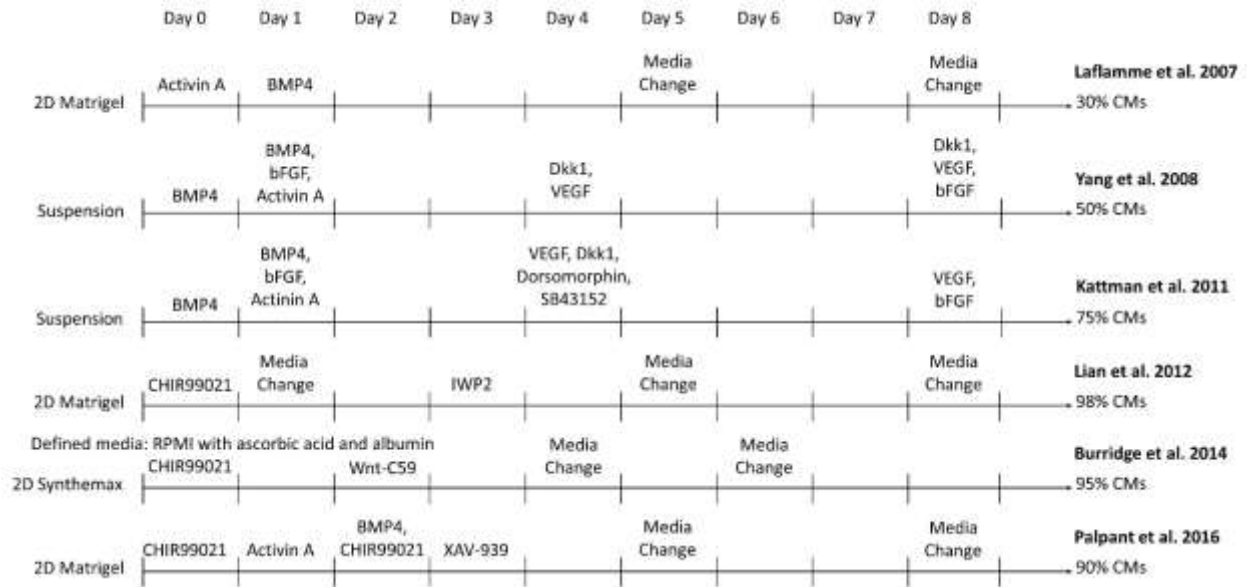 Day 0 Day 1 Day 2 Day 3 Day 4 Day 5 Day 6 Day 7 Day 8
2D Matrigel
Activin A
BMP4
Media
Change
Media
Change
Laflamme et al. 2007
30% CMs
Suspension
BMP4
BMP4,
bFGF,
Activin A
Dkk1,
VEGF
Dkk1,
VEGF,
bFGF
Yang et al. 2008
50% CMs
Suspension
BMP4
BMP4,
bFGF,
Actinin A
VEGF, Dkk1,
Dorsomorphin,
SB43152
VEGF,
bFGF
Kattman et al. 2011
75% CMs
2D Matrigel
CHIR99021
Media
Change
IWP2
Media
Change
Media
Change
Lian et al. 2012
98% CMs
Defined media: RPMI with ascorbic acid and albumin
2D Synthemax
CHIR99021
Wnt-C59
Media
Change
Media
Change
Burridge et al. 2014
95% CMs
2D Matrigel
CHIR99021
Activin A
BMP4,
CHIR99021
XAV-939
Media
Change
Media
Change
Palpant et al. 2016
90% CMs